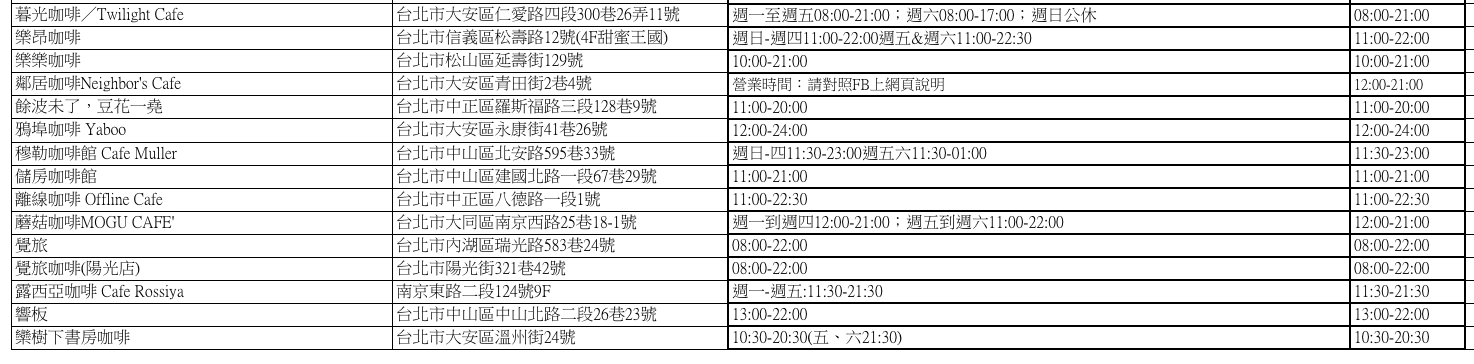 暮光咖啡／Twilight Cafe 台北市大安區仁愛路四段300巷26弄11號 週一至週五08:00-21:00；週六08:00-17:00；週日公休 08:00-21:00
樂昂咖啡 台北市信義區松壽路12號(4F甜蜜王國) 週日-週四11:00-22:00週五&週六11:00-22:30 11:00-22:00
樂樂咖啡 台北市松山區延壽街129號 10:00-21:00 10:00-21:00
鄰居咖啡Neighbor's Cafe 台北市大安區青田街2巷4號 營業時間：請對照FB上網頁說明 12:00-21:00
餘波未了，豆花一堯 台北市中正區羅斯福路三段128巷9號 11:00-20:00 11:00-20:00
鴉埠咖啡 Yaboo 台北市大安區永康街41巷26號 12:00-24:00 12:00-24:00
穆勒咖啡館 Cafe Muller 台北市中山區北安路595巷33號 週日-四11:30-23:00週五六11:30-01:00 11:30-23:00
儲房咖啡館 台北市中山區建國北路一段67巷29號 11:00-21:00 11:00-21:00
離線咖啡 Offline Cafe 台北市中正區八德路一段1號 11:00-22:30 11:00-22:30
蘑菇咖啡MOGU CAFE' 台北市大同區南京西路25巷18-1號 週一到週四12:00-21:00；週五到週六11:00-22:00 12:00-21:00
覺旅 台北市內湖區瑞光路583巷24號 08:00-22:00 08:00-22:00
覺旅咖啡(陽光店) 台北市陽光街321巷42號 08:00-22:00 08:00-22:00
露西亞咖啡 Cafe Rossiya 南京東路二段124號9F 週一-週五:11:30-21:30 11:30-21:30
響板 台北市中山區中山北路二段26巷23號 13:00-22:00 13:00-22:00
欒樹下書房咖啡 台北市大安區溫州街24號 10:30-20:30(五、六21:30) 10:30-20:30